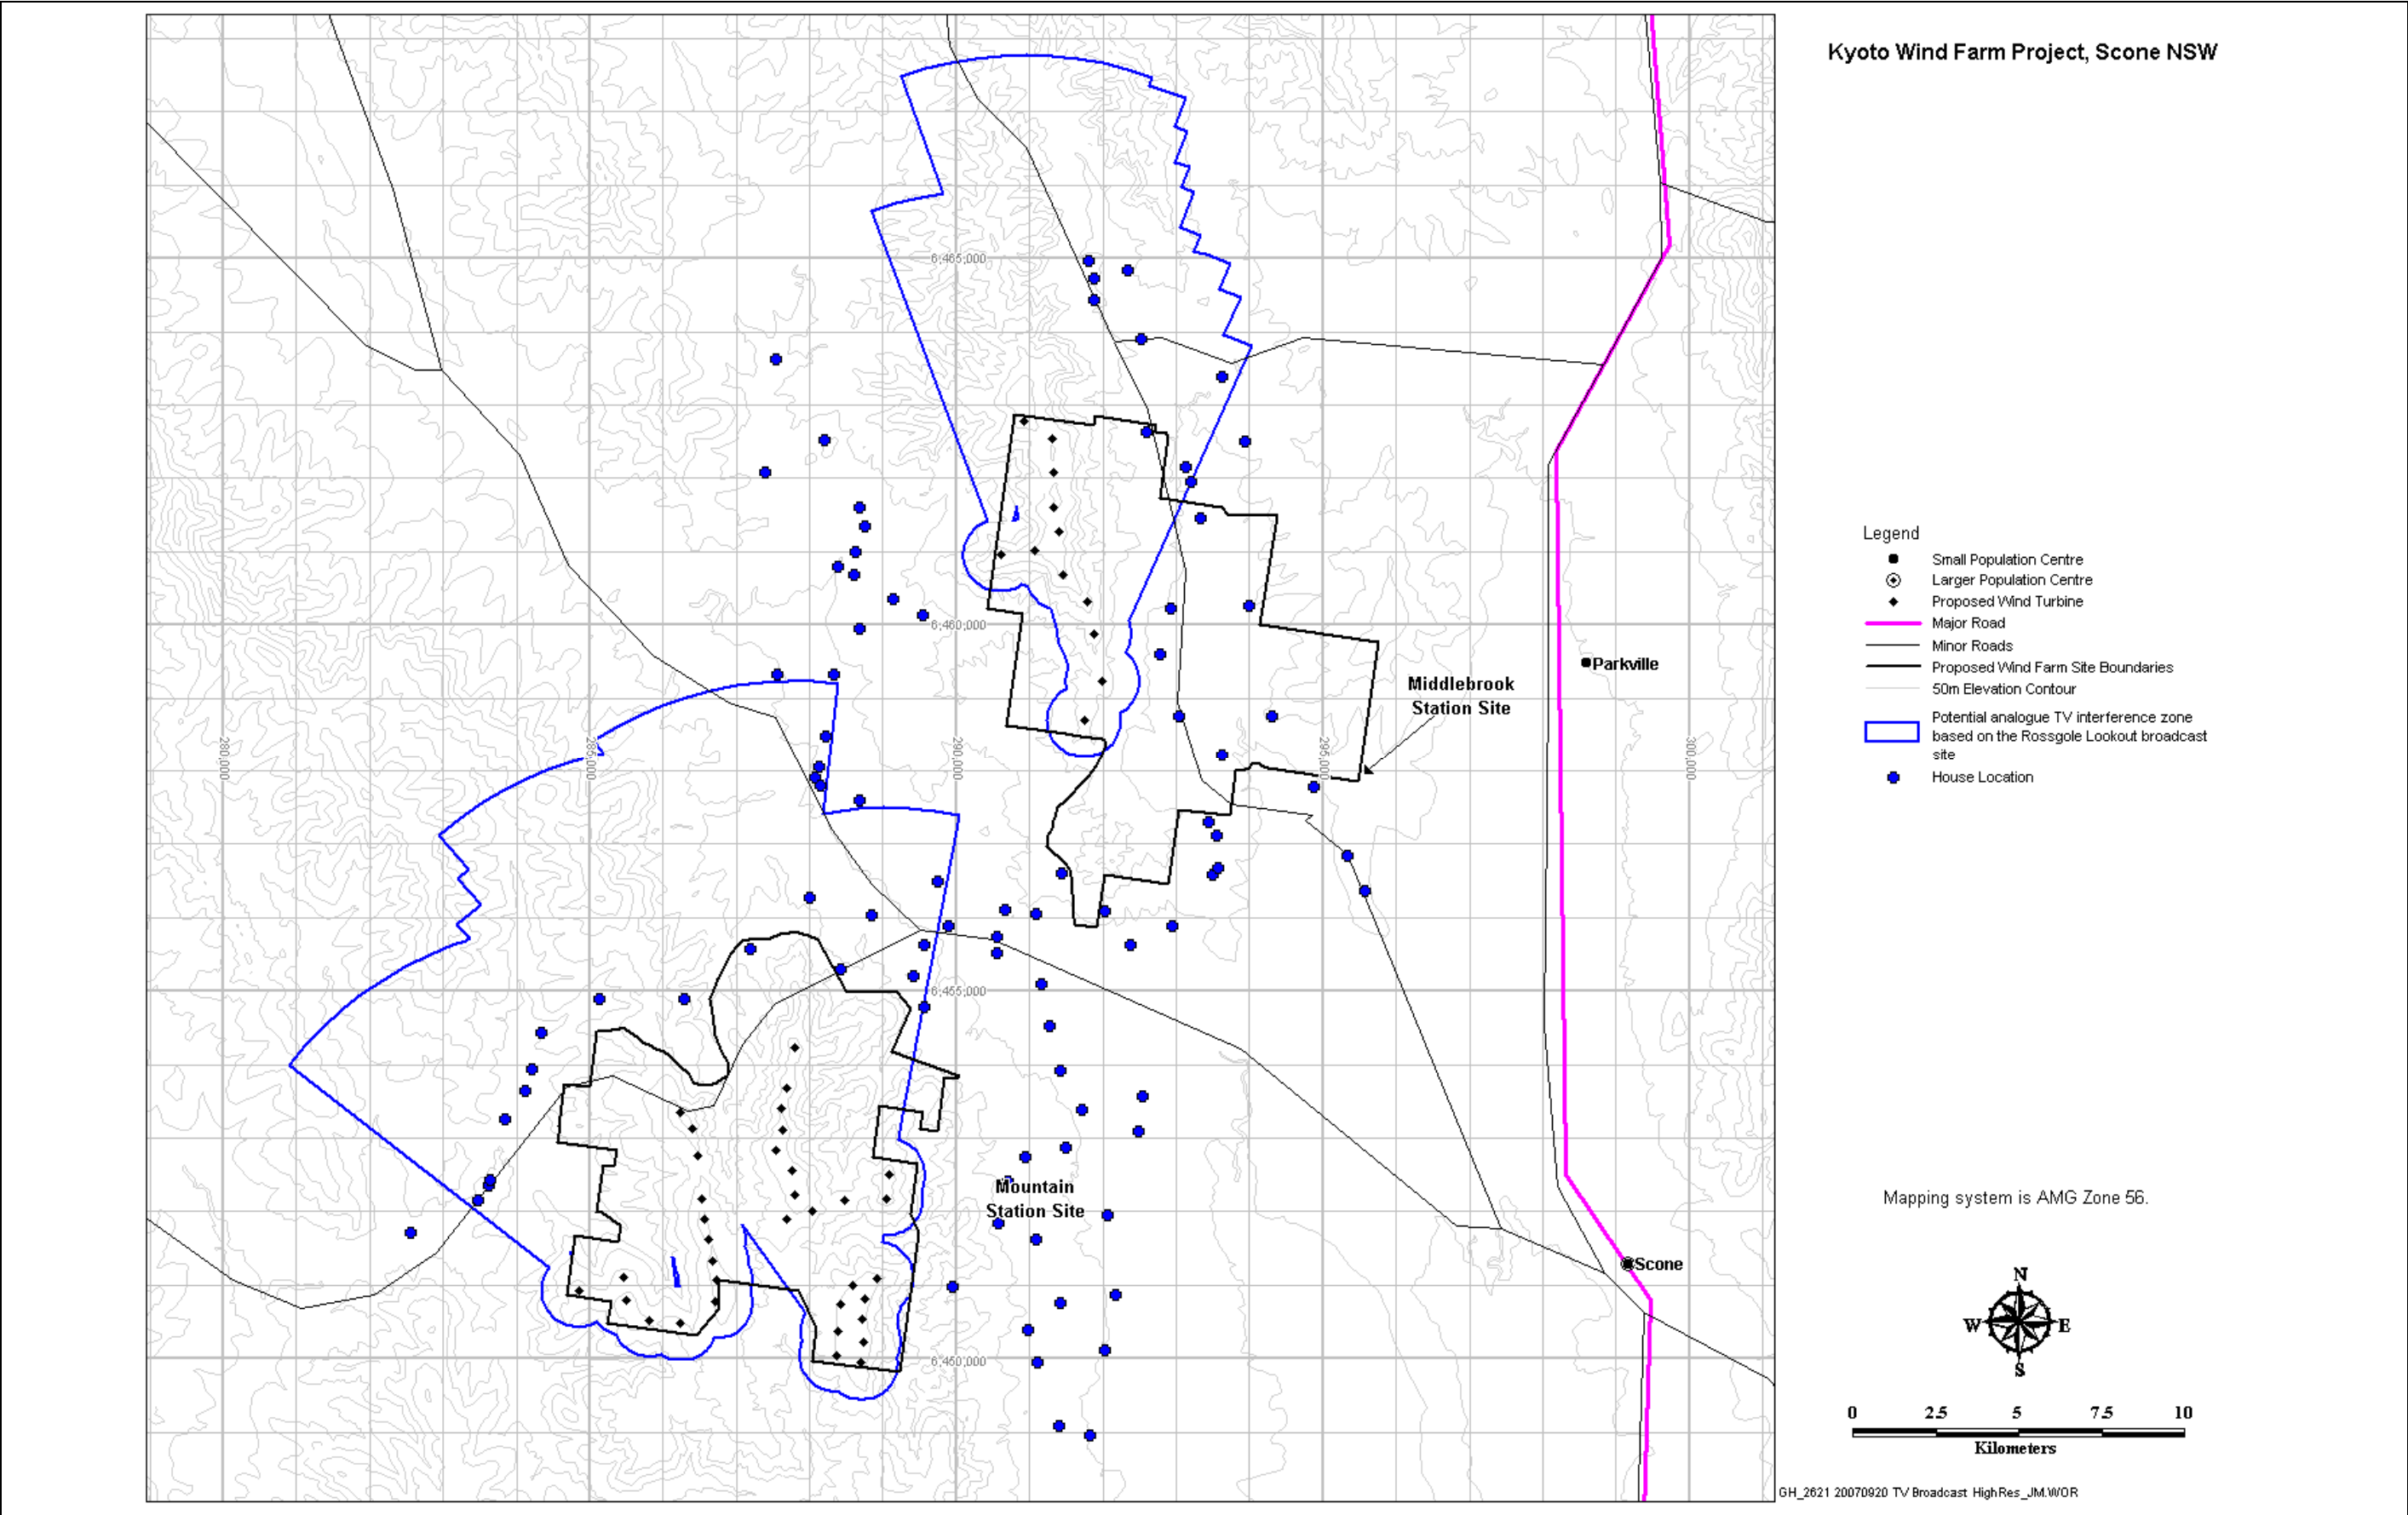 Kyoto Wind Farm Project, Scone NSW
6,465,000
6,460,000
Parkville
Middlebrook
Station Site
280,000
285,000
290,000
295,000
300,000
6,455,000
Mountain
Station Site
Scone
6,450,000
Legend
Small Population Centre
Larger Population Centre
Proposed Wind Turbine
Major Road
Minor Roads
Proposed Wind Farm Site Boundaries
50m Elevation Contour
Potential analogue TV interference zone
based on the Rossgole Lookout broadcast
site
House Location
Mapping system is AMG Zone 56.
N
W E
S
0 2.5 5 7.5 10
Kilometers
GH_2621 20070920 TV Broadcast HighRes_JM.WOR